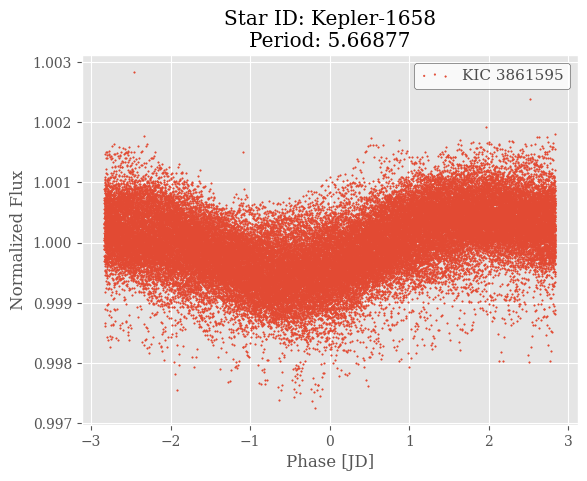 Star ID: Kepler-1658
Period: 5.66877
KIC 3861595
1.003
1.002
1.001
1.000
0.999
0.998
0.997
Normalized Flux
−3
−2
−1
0
1
2
3
Phase [JD]